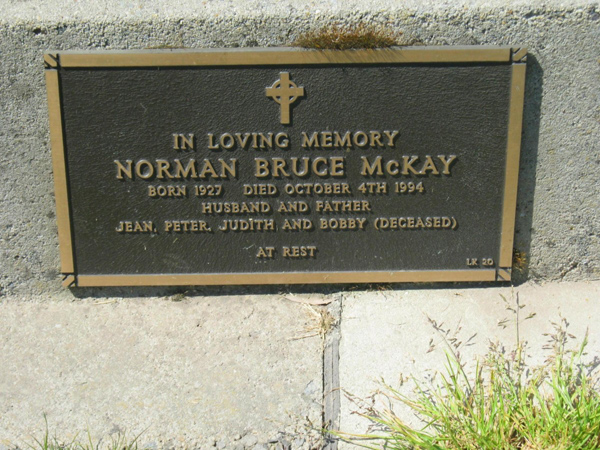 IN LOVING MEMORY
NORMAN BRUCE McKAY
BORN 1927 DIED OCTOBER 4TH 1994
HUSBAND AND FATHER
JEAN, PETER, JUDITH AND BOBBY (DECEASED)
AT REST
LK 20